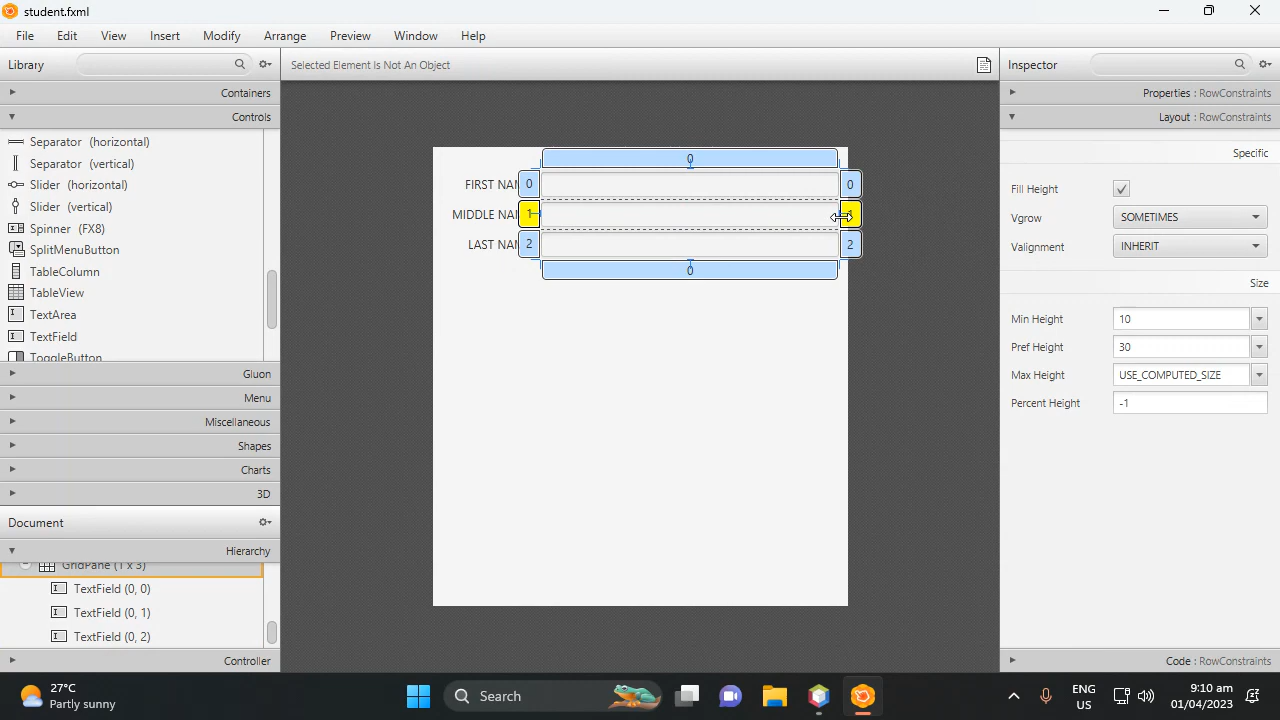 student.fxml
File Edit View Insert Modify Arrange Preview Window Help
Library
Selected Element Is Not An Object
Inspector
Containers
Properties : RowConstraints
Controls
Layout : RowConstraints
Separator (horizontal)
Separator (vertical)
Slider (horizontal)
Slider (vertical)
Spinner (FX8)
SplitMenuButton
TableColumn
TableView
TextArea
TextField
ToggleButton
0
FIRST NAM 0 0
MIDDLE NAM 1
LAST NAM 2 2
0
Specific
Fill Height
Vgrow SOMETIMES
Valignment INHERIT
Size
Min Height 10
Pref Height 30
Max Height USE_COMPUTED_SIZE
Percent Height -1
Gluon
Menu
Miscellaneous
Shapes
Charts
3D
Document
Hierarchy
GridPane (1 x 3)
TextField (0, 0)
TextField (0, 1)
TextField (0, 2)
Controller
Code : RowConstraints
27°C
Partly sunny
Search
ENG
US
9:10 am
01/04/2023